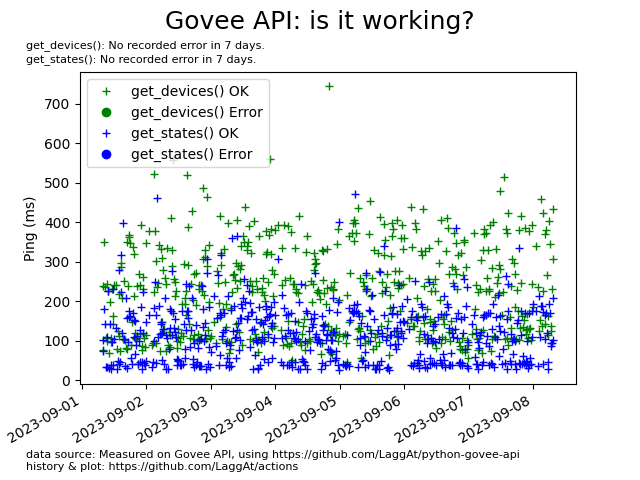 Govee API: is it working?
get_devices(): No recorded error in 7 days.
get_states(): No recorded error in 7 days.
get_devices() OK
get_devices() Error
get_states() OK
get_states() Error
Ping (ms)
700
600
500
400
300
200
100
0
2023-09-01
2023-09-02
2023-09-03
2023-09-04
2023-09-05
2023-09-06
2023-09-07
2023-09-08
data source: Measured on Govee API, using https://github.com/LaggAt/python-govee-api
history & plot: https://github.com/LaggAt/actions